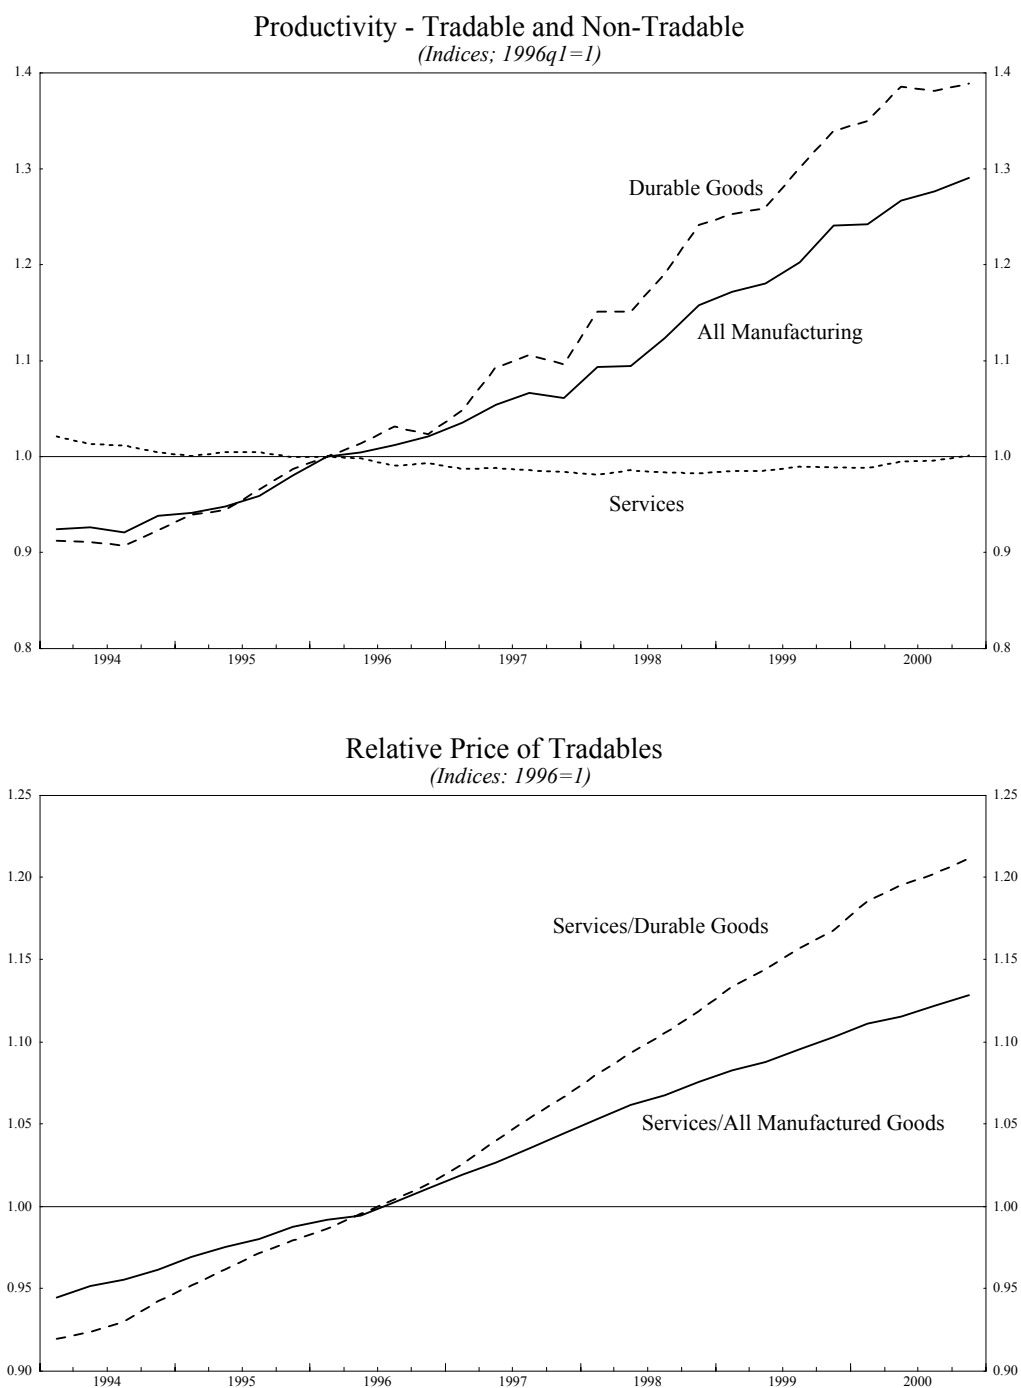 Productivity - Tradable and Non-Tradable
(Indices; 1996q1=1)
1.4 1.4
1.3 1.3
Durable Goods
1.2 1.2
All Manufacturing
1.1 1.1
1.0 1.0
Services
0.9 0.9
0.8 0.8
1994 1995 1996 1997 1998 1999 2000
Relative Price of Tradables
(Indices: 1996=1)
1.25 1.25
1.20 1.20
Services/Durable Goods
1.15 1.15
1.10 1.10
1.05 1.05
Services/All Manufactured Goods
1.00 1.00
0.95 0.95
0.90 0.90
1994 1995 1996 1997 1998 1999 2000